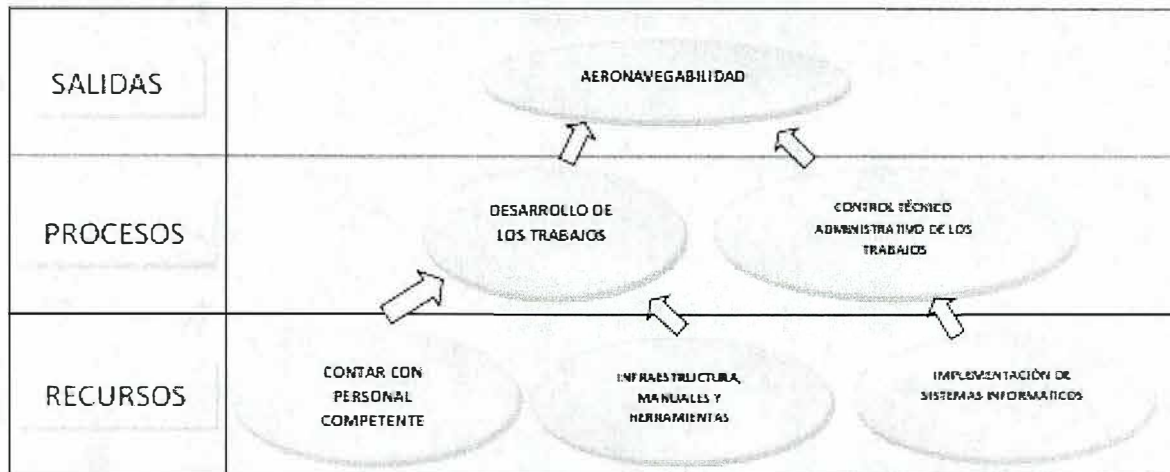 SALIDAS
AERONAVEGABILIDAD
PROCESOS
DESARROLLO DE
LOS TRABAJOS
CONTROL TÉCNICO
ADMINISTRATIVO DE LOS
TRABAJOS
RECURSOS
CONTAR CON
PERSONAL
COMPETENTE
INFRAESTRUCTURA,
MANUALES Y
HERRAMIENTAS
IMPLEMENTACIÓN DE
SISTEMAS INFORMATICOS